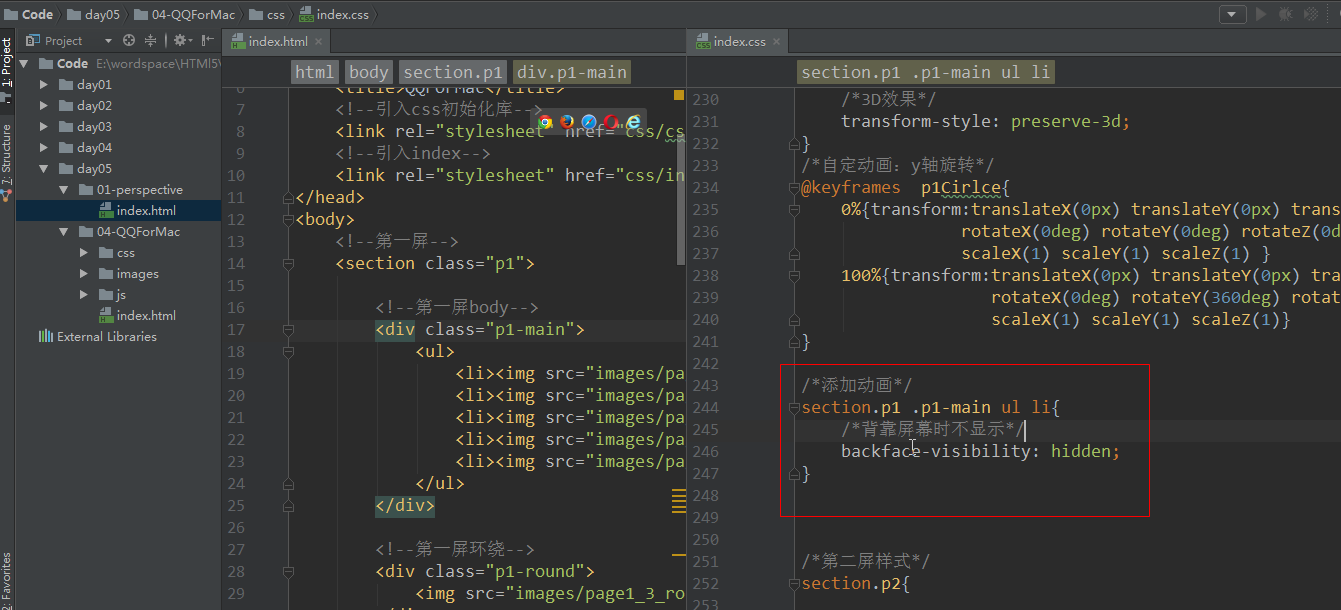 Code day05 04-QQForMac css index.css
1: Project
7: Structure
2: Favorites
Project
Code E:\wordspace\HTMl5\
day01
day02
day03
day04
day05
01-perspective
index.html
04-QQForMac
css
images
js
index.html
External Libraries
index.html
html body section.p1 div.p1-main
6 <title>QQForMac</title>
7 <!--引入css初始化库-->
8 <link rel="stylesheet" href="css/cs
9 <!--引入index-->
10 <link rel="stylesheet" href="css/in
11 </head>
12 <body>
13 <!--第一屏-->
14 <section class="p1">
15
16 <!--第一屏body-->
17 <div class="p1-main">
18 <ul>
19 <li><img src="images/pa
20 <li><img src="images/pa
21 <li><img src="images/pa
22 <li><img src="images/pa
23 <li><img src="images/pa
24 </ul>
25 </div>
26
27 <!--第一屏环绕-->
28 <div class="p1-round">
29 <img src="images/page1_3_ro
index.css
section.p1 .p1-main ul li
230 /*3D效果*/
231 transform-style: preserve-3d;
232 }
233 /*自定动画：y轴旋转*/
234 @keyframes p1Cirlce{
235 0%{transform:translateX(0px) translateY(0px) trans
236 rotateX(0deg) rotateY(0deg) rotateZ(0d
237 scaleX(1) scaleY(1) scaleZ(1) }
238 100%{transform:translateX(0px) translateY(0px) tra
239 rotateX(0deg) rotateY(360deg) rotat
240 scaleX(1) scaleY(1) scaleZ(1)}
241 }
242
243 /*添加动画*/
244 section.p1 .p1-main ul li{
245 /*背靠屏幕时不显示*/
246 backface-visibility: hidden;
247 }
248
249
250
251 /*第二屏样式*/
252 section.p2{
253